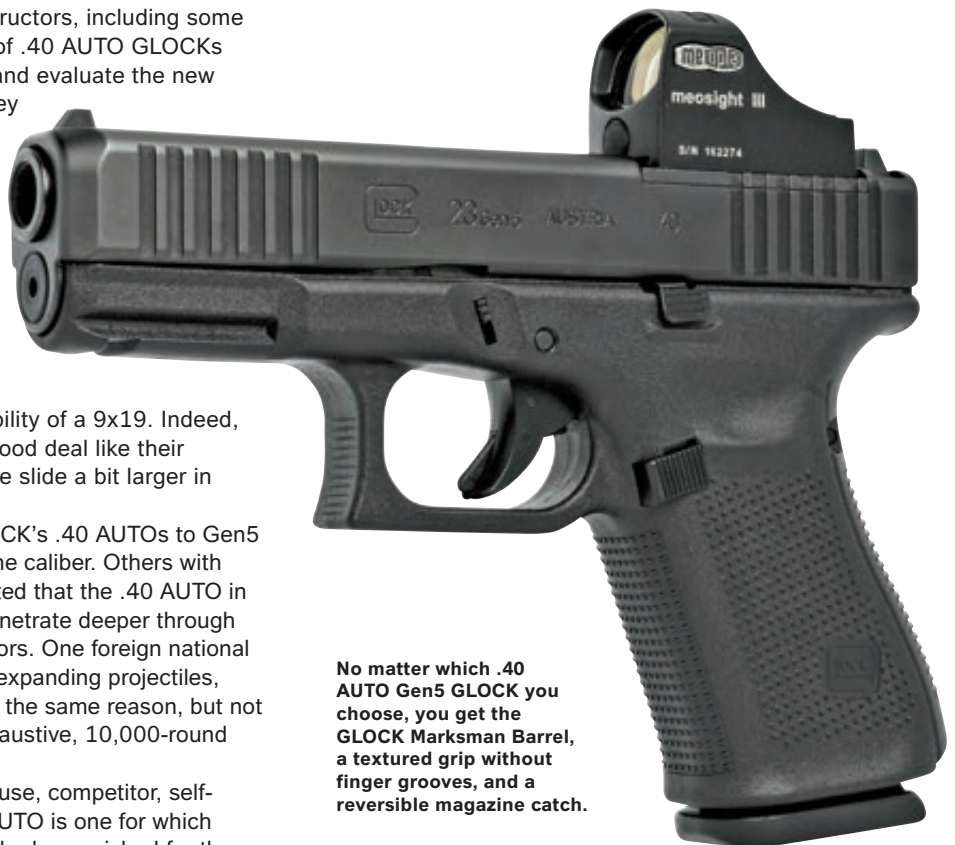 ructors, including some
of .40 AUTO GLOCKs
and evaluate the new
ey
meopta
meosight III
S/N 162274
GLOCK 23Gen5 AUSTRIA .40
bility of a 9x19. Indeed,
ood deal like their
e slide a bit larger in
CK's .40 AUTOs to Gen5
ne caliber. Others with
ted that the .40 AUTO in
netrate deeper through
ors. One foreign national
expanding projectiles,
the same reason, but not
austive, 10,000-round
use, competitor, self-
UTO is one for which
No matter which .40
AUTO Gen5 GLOCK you
choose, you get the
GLOCK Marksman Barrel,
a textured grip without
finger grooves, and a
reversible magazine catch.
GLOCK